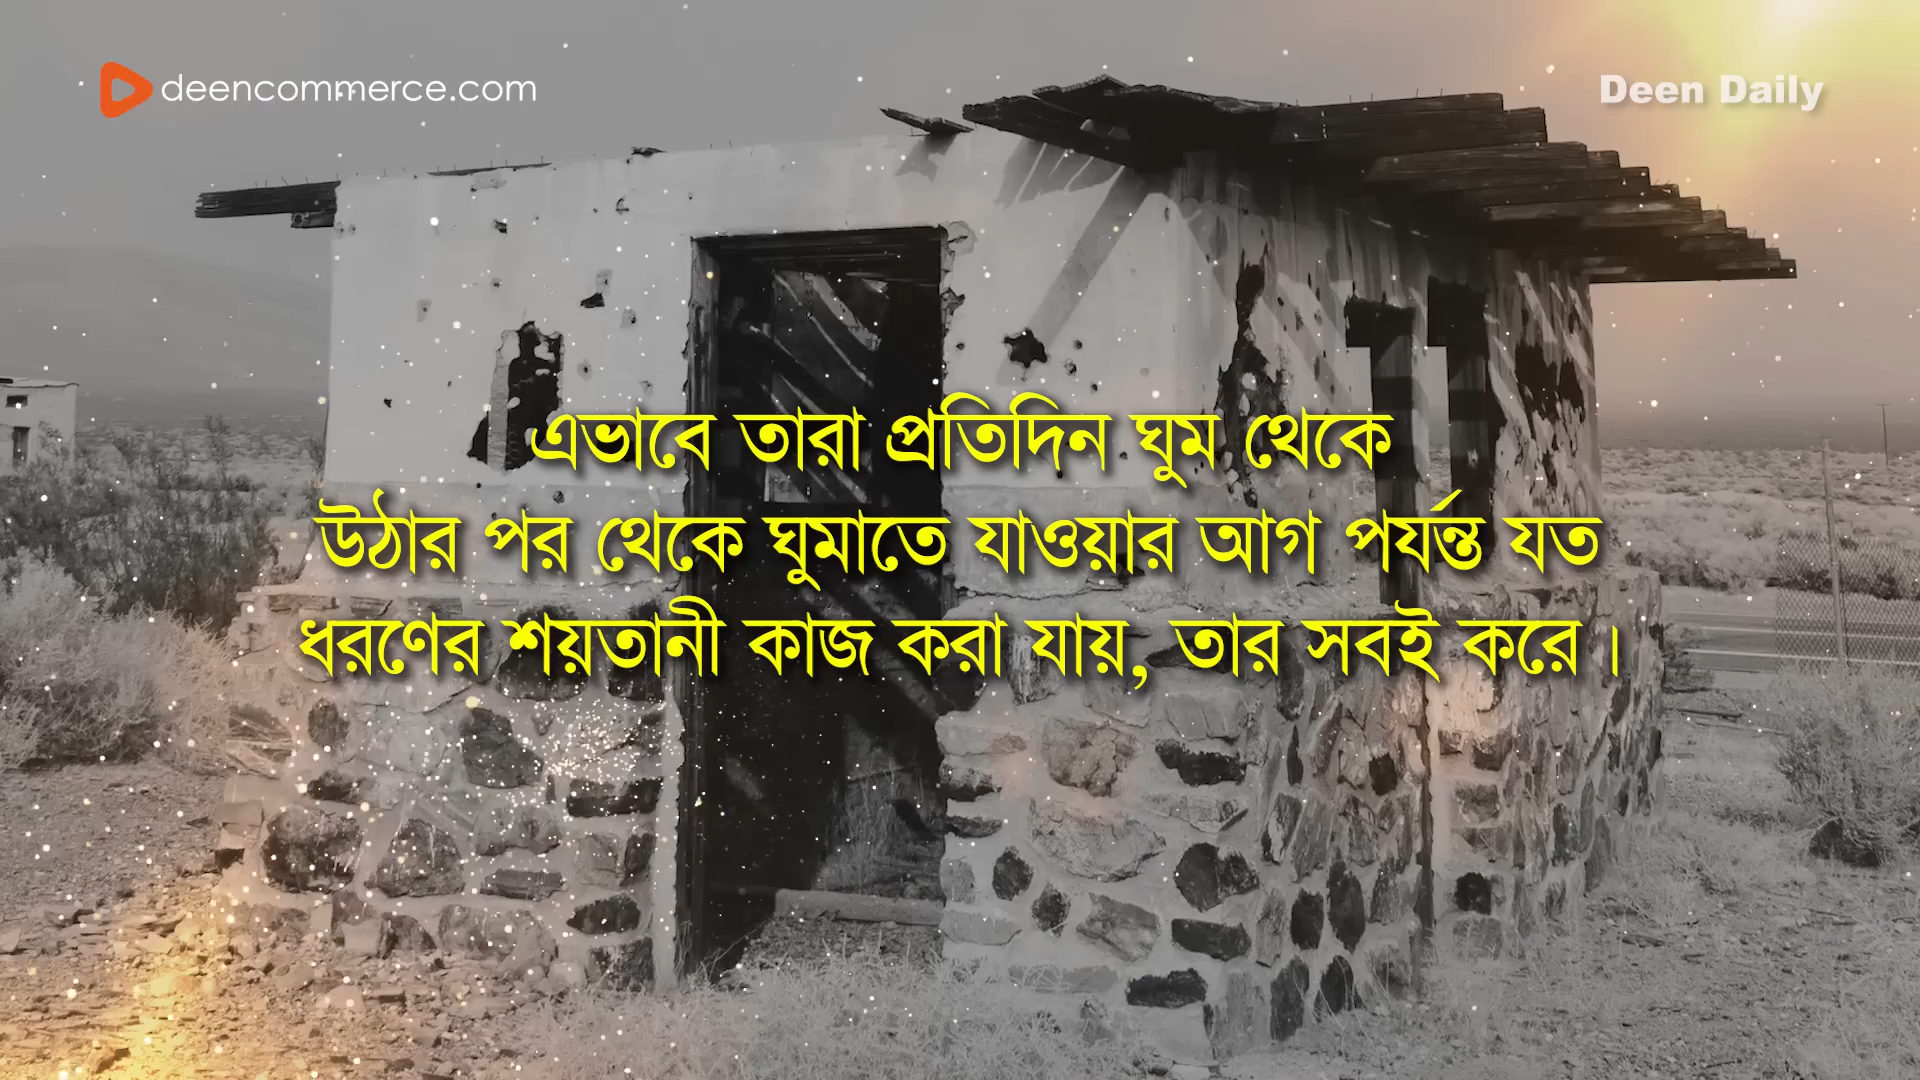 deencommerce.com
Deen Daily
এভাবে তারা প্রতিদিন ঘুম থেকে
উঠার পর থেকে ঘুমাতে যাওয়ার আগ পর্যন্ত যত
ধরণের শয়তানী কাজ করা যায়, তার সবই করে।